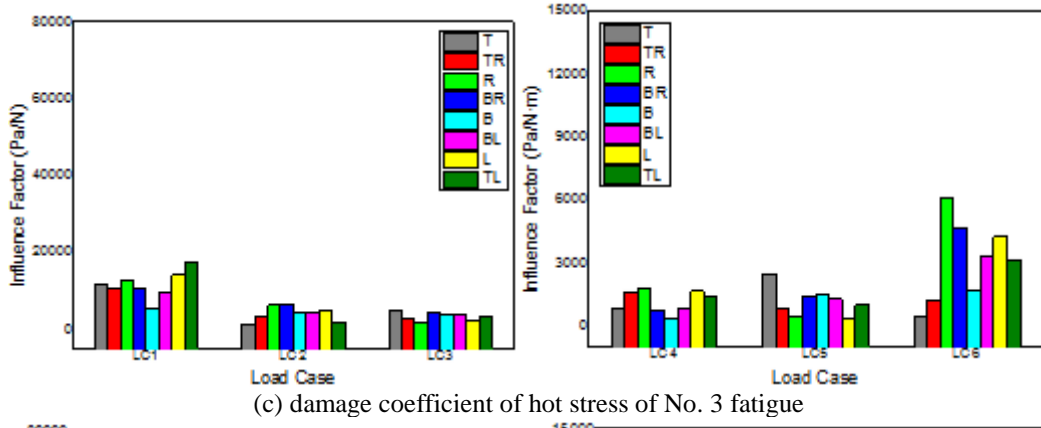 80000
60000
40000
20000
0
Influence Factor (Pa/N)
T
TR
R
BR
B
BL
L
TL
LC1
LC2
LC3
Load Case
15000
12000
9000
6000
3000
0
Influence Factor (Pa/N·m)
T
TR
R
BR
B
BL
L
TL
LC4
LC5
LC6
Load Case
(c) damage coefficient of hot stress of No. 3 fatigue
15000